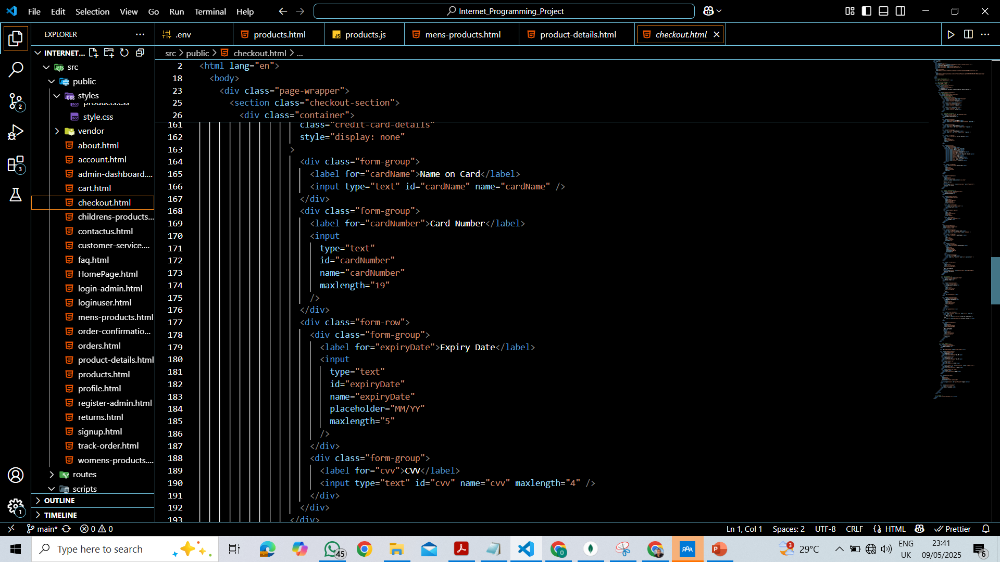 File Edit Selection View Go Run Terminal Help
Internet_Programming_Project
EXPLORER
.env
products.html
products.js
mens-products.html
product-details.html
checkout.html
INTERNET...
src > public > checkout.html > ...
src
public
styles
products.css
style.css
vendor
about.html
account.html
admin-dashboard....
cart.html
checkout.html
childrens-products...
contactus.html
customer-service....
faq.html
HomePage.html
login-admin.html
loginuser.html
mens-products.html
order-confirmatio...
orders.html
product-details.html
products.html
profile.html
register-admin.html
returns.html
signup.html
track-order.html
womens-products....
routes
scripts
OUTLINE
TIMELINE
2
3
1
2 <html lang="en">
18 <body>
23 <div class="page-wrapper">
25 <section class="checkout-section">
26 <div class="container">
161 class="credit-card-details"
162 style="display: none"
163 >
164 <div class="form-group">
165 <label for="cardName">Name on Card</label>
166 <input type="text" id="cardName" name="cardName" />
167 </div>
168 <div class="form-group">
169 <label for="cardNumber">Card Number</label>
170 <input
171 type="text"
172 id="cardNumber"
173 name="cardNumber"
174 maxlength="19"
175 />
176 </div>
177 <div class="form-row">
178 <div class="form-group">
179 <label for="expiryDate">Expiry Date</label>
180 <input
181 type="text"
182 id="expiryDate"
183 name="expiryDate"
184 placeholder="MM/YY"
185 maxlength="5"
186 />
187 </div>
188 <div class="form-group">
189 <label for="cvv">CVV</label>
190 <input type="text" id="cvv" name="cvv" maxlength="4" />
191 </div>
192 </div>
193 </div>
main* 0 0
Ln 1, Col 1 Spaces: 2 UTF-8 CRLF HTML Prettier
Type here to search
45
3
29°C
ENG
UK
23:41
09/05/2025
6